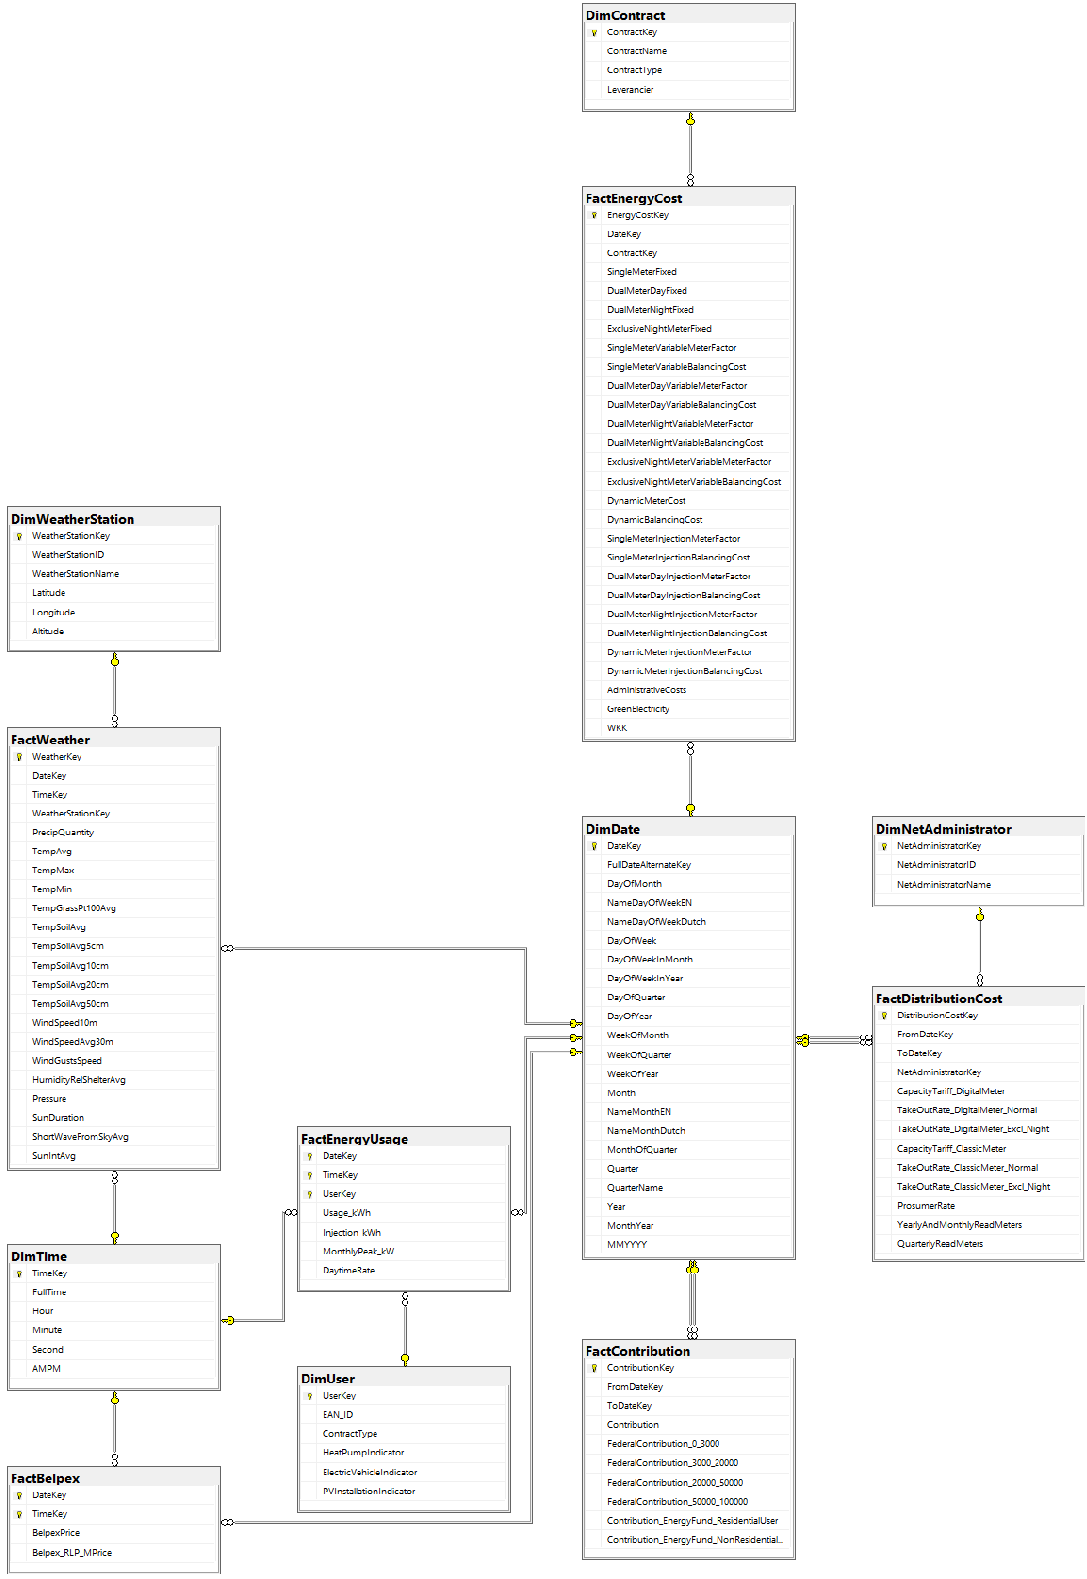 DimContract
ContractKey
ContractName
ContractType
Leverancier
FactEnergyCost
EnergyCostKey
DateKey
ContractKey
SingleMeterFixed
DualMeterDayFixed
DualMeterNightFixed
ExclusiveNightMeterFixed
SingleMeterVariableMeterFactor
SingleMeterVariableBalancingCost
DualMeterDayVariableMeterFactor
DualMeterDayVariableBalancingCost
DualMeterNightVariableMeterFactor
DualMeterNightVariableBalancingCost
ExclusiveNightMeterVariableMeterFactor
ExclusiveNightMeterVariableBalancingCost
DynamicMeterCost
DynamicBalancingCost
SingleMeterInjectionMeterFactor
SingleMeterInjectionBalancingCost
DualMeterDayInjectionMeterFactor
DualMeterDayInjectionBalancingCost
DualMeterNightInjectionMeterFactor
DualMeterNightInjectionBalancingCost
DynamicMeterInjectionMeterFactor
DynamicMeterInjectionBalancingCost
AdministrativeCosts
GreenElectricity
WKK
DimWeatherStation
WeatherStationKey
WeatherStationID
WeatherStationName
Latitude
Longitude
Altitude
FactWeather
WeatherKey
DateKey
TimeKey
WeatherStationKey
PrecipQuantity
TempAvg
TempMax
TempMin
TempGrassPt100Avg
TempSoilAvg
TempSoilAvg5cm
TempSoilAvg10cm
TempSoilAvg20cm
TempSoilAvg50cm
WindSpeed10m
WindSpeedAvg30m
WindGustsSpeed
HumidityRelShelterAvg
Pressure
SunDuration
ShortWaveFromSkyAvg
SunIntAvg
DimDate
DateKey
FullDateAlternateKey
DayOfMonth
NameDayOfWeekEN
NameDayOfWeekDutch
DayOfWeek
DayOfWeekInMonth
DayOfWeekInYear
DayOfQuarter
DayOfYear
WeekOfMonth
WeekOfQuarter
WeekOfYear
Month
NameMonthEN
NameMonthDutch
MonthOfQuarter
Quarter
QuarterName
Year
MonthYear
MMYYYY
DimNetAdministrator
NetAdministratorKey
NetAdministratorID
NetAdministratorName
FactDistributionCost
DistributionCostKey
FromDateKey
ToDateKey
NetAdministratorKey
CapacityTariff_DigitalMeter
TakeOutRate_DigitalMeter_Normal
TakeOutRate_DigitalMeter_Excl_Night
CapacityTariff_ClassicMeter
TakeOutRate_ClassicMeter_Normal
TakeOutRate_ClassicMeter_Excl_Night
ProsumerRate
YearlyAndMonthlyReadMeters
QuarterlyReadMeters
FactEnergyUsage
DateKey
TimeKey
UserKey
Usage_kWh
Injection_kWh
MonthlyPeak_kW
DaytimeRate
DimTime
TimeKey
FullTime
Hour
Minute
Second
AMPM
DimUser
UserKey
EAN_ID
ContractType
HeatPumpIndicator
ElectricVehicleIndicator
PVInstallationIndicator
FactContribution
ContributionKey
FromDateKey
ToDateKey
Contribution
FederalContribution_0_3000
FederalContribution_3000_20000
FederalContribution_20000_50000
FederalContribution_50000_100000
Contribution_EnergyFund_ResidentialUser
Contribution_EnergyFund_NonResidential...
FactBelpex
DateKey
TimeKey
BelpexPrice
Belpex_RLP_MPrice